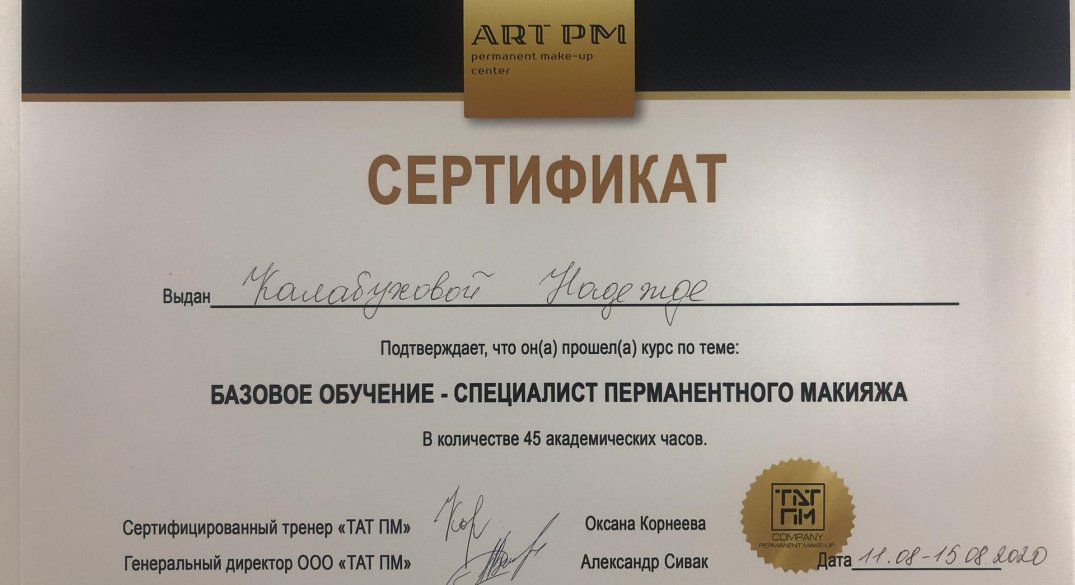 ART PM
permanent make-up
center
СЕРТИФИКАТ
Выдан Калабуховой Надежде
Подтверждает, что он(а) прошел(а) курс по теме:
БАЗОВОЕ ОБУЧЕНИЕ - СПЕЦИАЛИСТ ПЕРМАНЕНТНОГО МАКИЯЖА
В количестве 45 академических часов.
Сертифицированный тренер «ТАТ ПМ» Кор Оксана Корнеева
Генеральный директор ООО «ТАТ ПМ» Александр Сивак
ТАТ
ПМ
COMPANY
PERMANENT MAKE-UP
Дата 11.08-15.08.2020